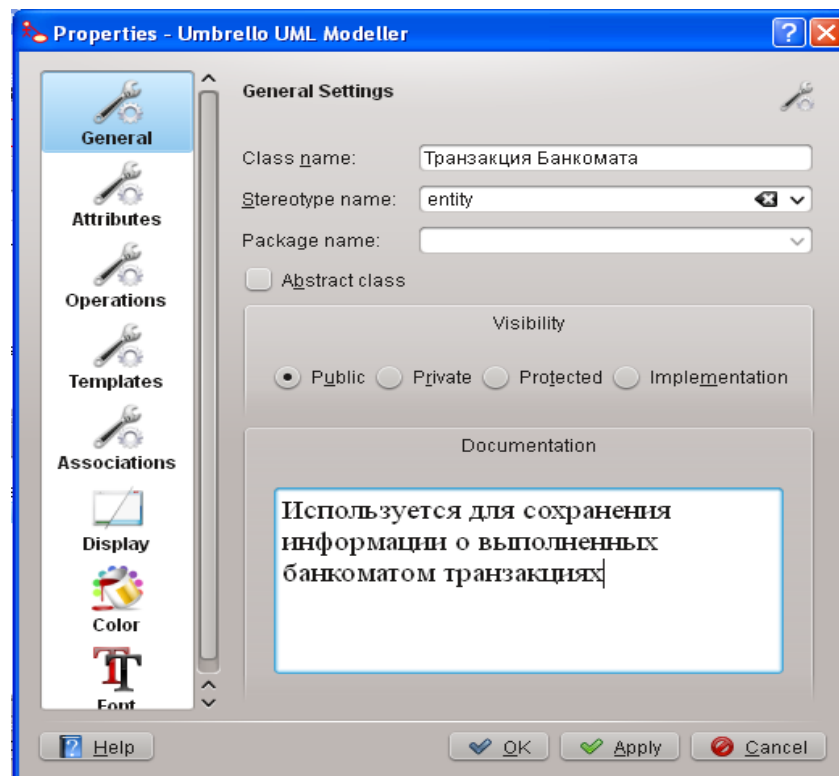 Properties - Umbrello UML Modeller
General
Attributes
Operations
Templates
Associations
Display
Color
Font
General Settings
Class name: Транзакция Банкомата
Stereotype name: entity
Package name:
Abstract class
Visibility
Public Private Protected Implementation
Documentation
Используется для сохранения
информации о выполненных
банкоматом транзакциях
Help OK Apply Cancel